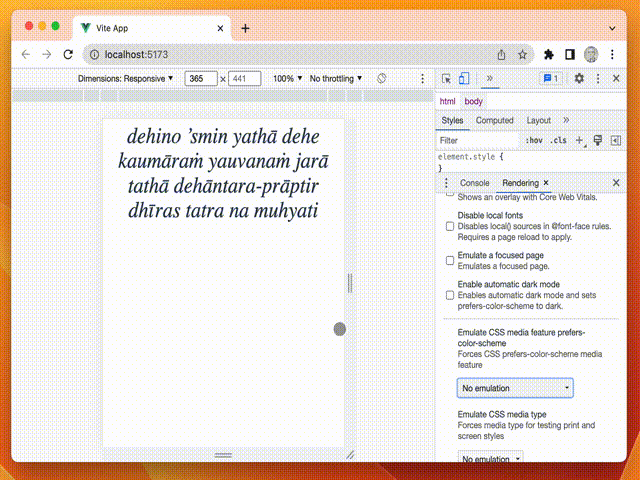 Vite App
localhost:5173
Dimensions: Responsive 365 x 441 100% No throttling
dehino ’smin yathā dehe
kaumāraṁ yauvanaṁ jarā
tathā dehāntara-prāptir
dhīras tatra na muhyati
1
html body
Styles Computed Layout
Filter :hov .cls
element.style {
}
Console Rendering
Shows an overlay with Core Web Vitals.
Disable local fonts
Disables local() sources in @font-face rules.
Requires a page reload to apply.
Emulate a focused page
Emulates a focused page.
Enable automatic dark mode
Enables automatic dark mode and sets
prefers-color-scheme to dark.
Emulate CSS media feature prefers-
color-scheme
Forces CSS prefers-color-scheme media
feature
No emulation
Emulate CSS media type
Forces media type for testing print and
screen styles
No emulation